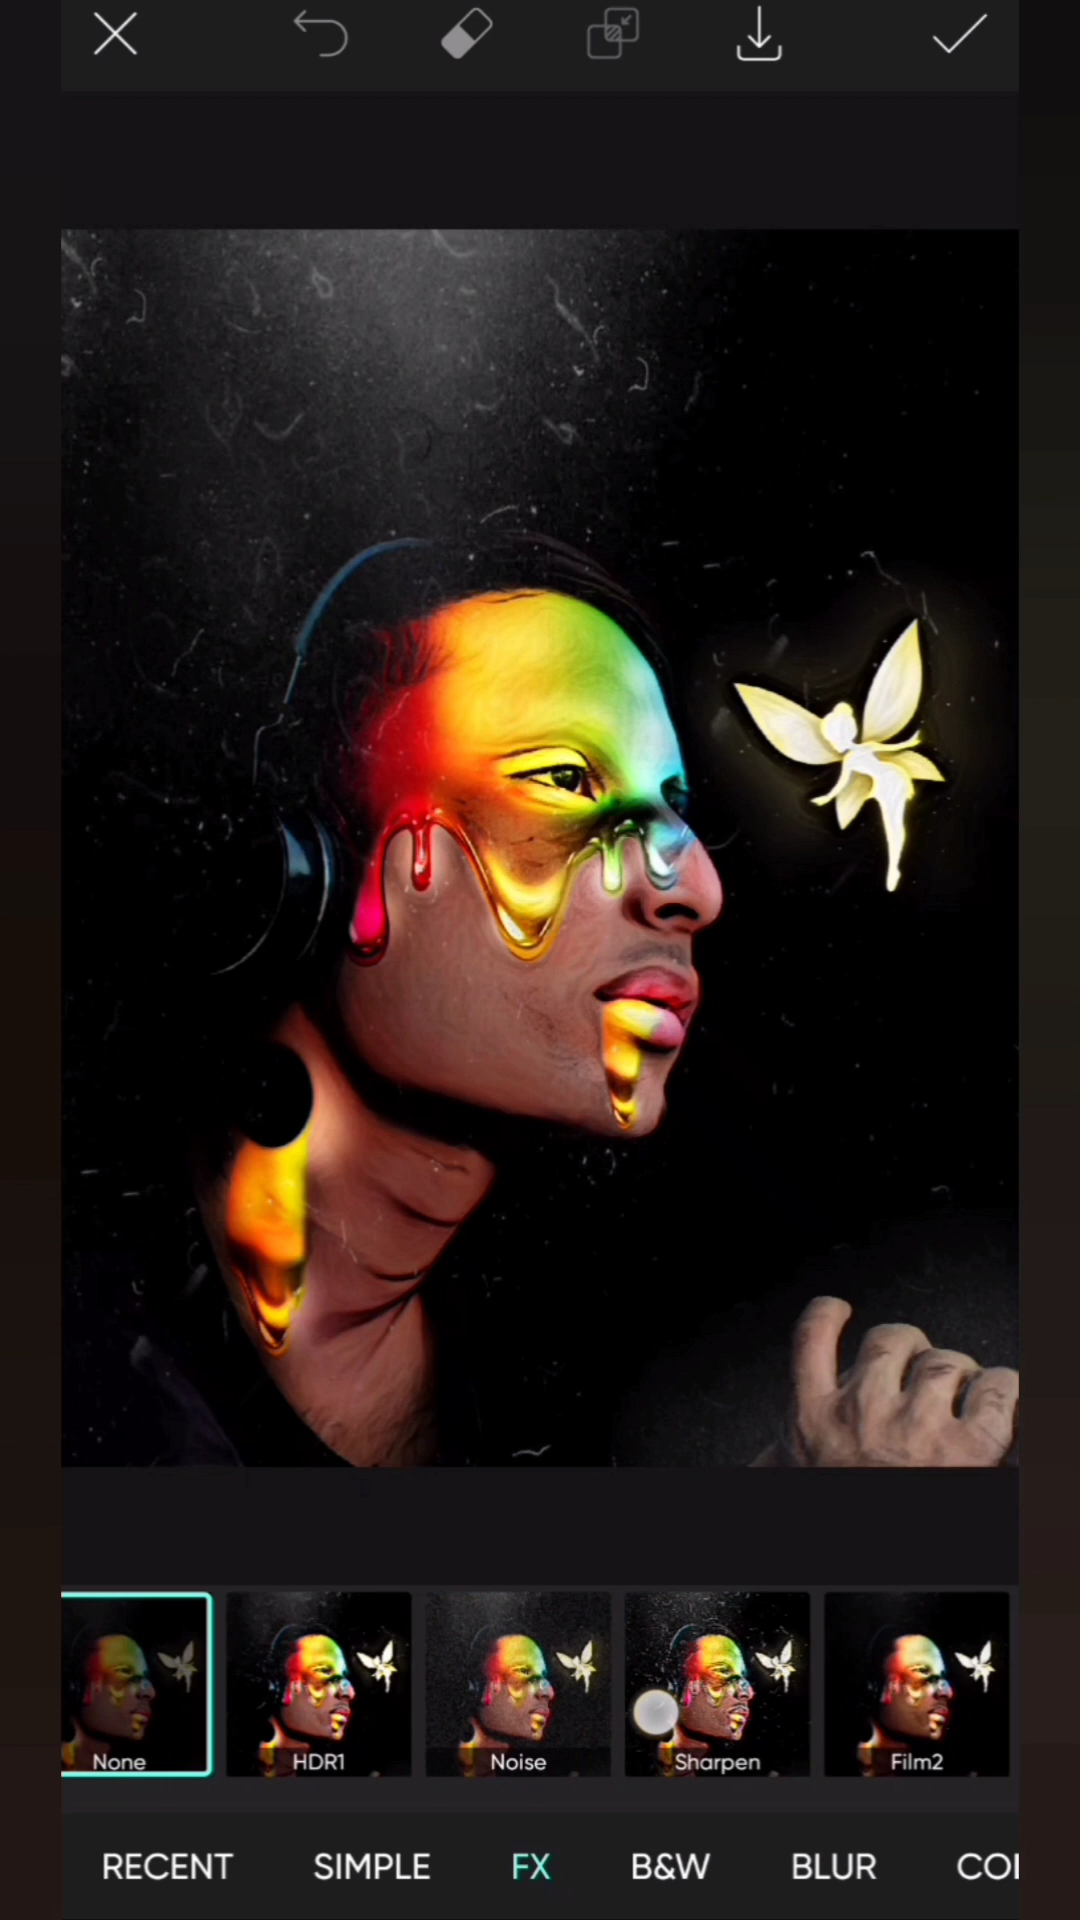 None
HDR1
Noise
Sharpen
Film2
RECENT
SIMPLE
FX
B&W
BLUR